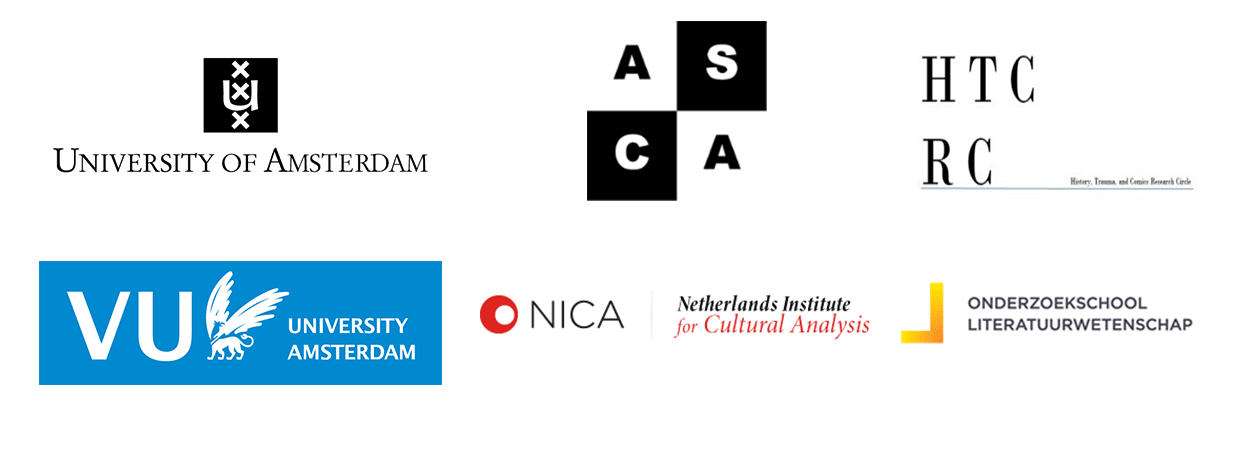 U
UNIVERSITY OF AMSTERDAM
A S
C A
H T C
R C
History, Trauma, and Comics Research Circle
VU
UNIVERSITY
AMSTERDAM
NICA
Netherlands Institute
for Cultural Analysis
ONDERZOEKSCHOOL
LITERATUURWETENSCHAP